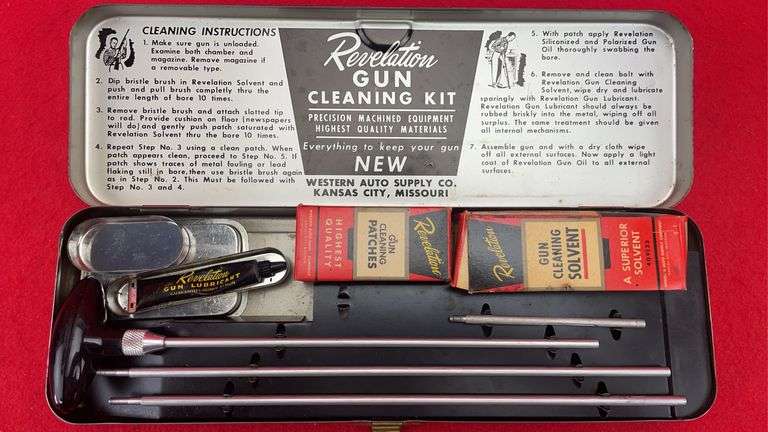 CLEANING INSTRUCTIONS
1. Make sure gun is unloaded.
Examine both chamber and
magazine. Remove magazine if
a removable type.
2. Dip bristle brush in Revelation Solvent and
push and pull brush completly thru the
entire length of bore 10 times.
3. Remove bristle brush and attach slotted tip
to rod. Provide cushion on floor (newspapers
will do) and gently push patch saturated with
Revelation Solvent thru the bore 10 times.
4. Repeat Step No. 3 using a clean patch. When
patch appears clean, proceed to Step No. 5. If
patch shows traces of metal fouling or lead
flaking still in bore, then use bristle brush again
as in Step No. 2. This Must be followed with
Step No. 3 and 4.
Revelation
GUN
CLEANING KIT
PRECISION MACHINED EQUIPMENT
HIGHEST QUALITY MATERIALS
Everything to keep your gun
NEW
WESTERN AUTO SUPPLY CO.
KANSAS CITY, MISSOURI
5. With patch apply Revelation
Siliconized and Polarized Gun
Oil thoroughly swabbing the
bore.
6. Remove and clean bolt with
Revelation Gun Cleaning
Solvent, wipe dry and lubricate
sparingly with Revelation Gun Lubricant.
Revelation Gun Lubricant should always be
rubbed briskly into the metal, wiping off all
surplus. The same treatment should be given
all internal mechanisms.
7. Assemble gun and with a dry cloth wipe
off all external surfaces. Now apply a light
coat of Revelation Gun Oil to all external
surfaces.
Revelation
GUN LUBRICANT
HIGHEST
QUALITY
GUN
CLEANING
PATCHES
Revelation
Revelation
GUN
CLEANING
SOLVENT
A SUPERIOR
SOLVENT